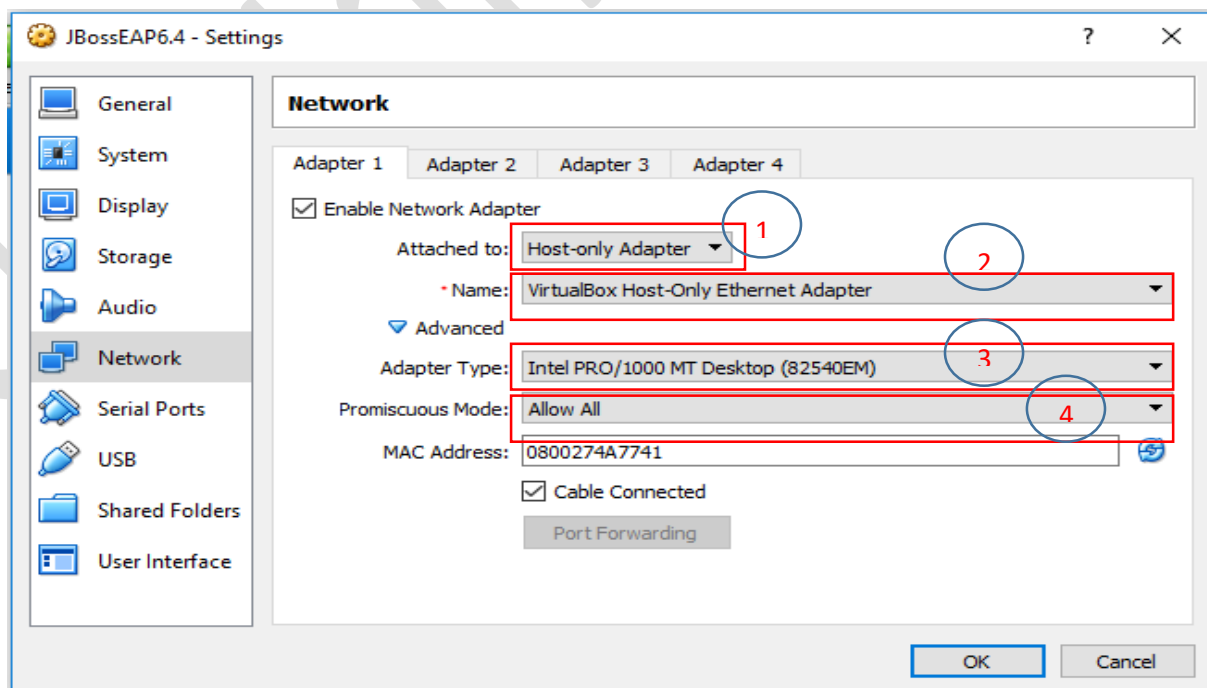 JBossEAP6.4 - Settings
?
General
System
Display
Storage
Audio
Network
Serial Ports
USB
Shared Folders
User Interface
Network
Adapter 1
Adapter 2
Adapter 3
Adapter 4
Enable Network Adapter
1
Attached to: Host-only Adapter
2
* Name: VirtualBox Host-Only Ethernet Adapter
Advanced
3
Adapter Type: Intel PRO/1000 MT Desktop (82540EM)
Promiscuous Mode: Allow All
4
MAC Address: 0800274A7741
Cable Connected
Port Forwarding
OK
Cancel